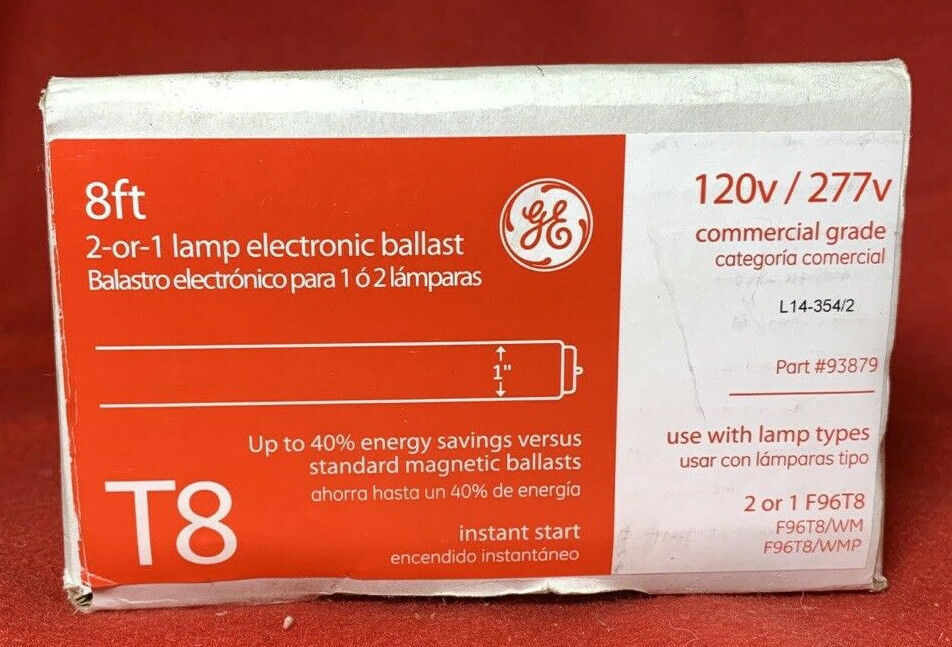 8ft
2-or-1 lamp electronic ballast
Balastro electrónico para 1 ó 2 lámparas
GE
1"
Up to 40% energy savings versus
standard magnetic ballasts
ahorra hasta un 40% de energía
T8
instant start
encendido instantáneo
120v / 277v
commercial grade
categoría comercial
L14-354/2
Part #93879
use with lamp types
usar con lámparas tipo
2 or 1 F96T8
F96T8/WM
F96T8/WMP